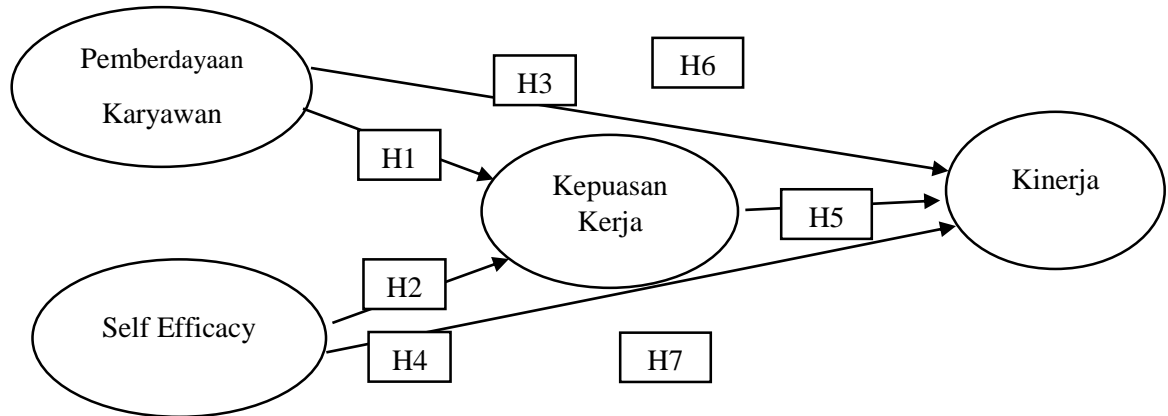 Pemberdayaan
Karyawan
H3
H6
H1
Kepuasan
Kerja
H5
Kinerja
H2
Self Efficacy
H4
H7